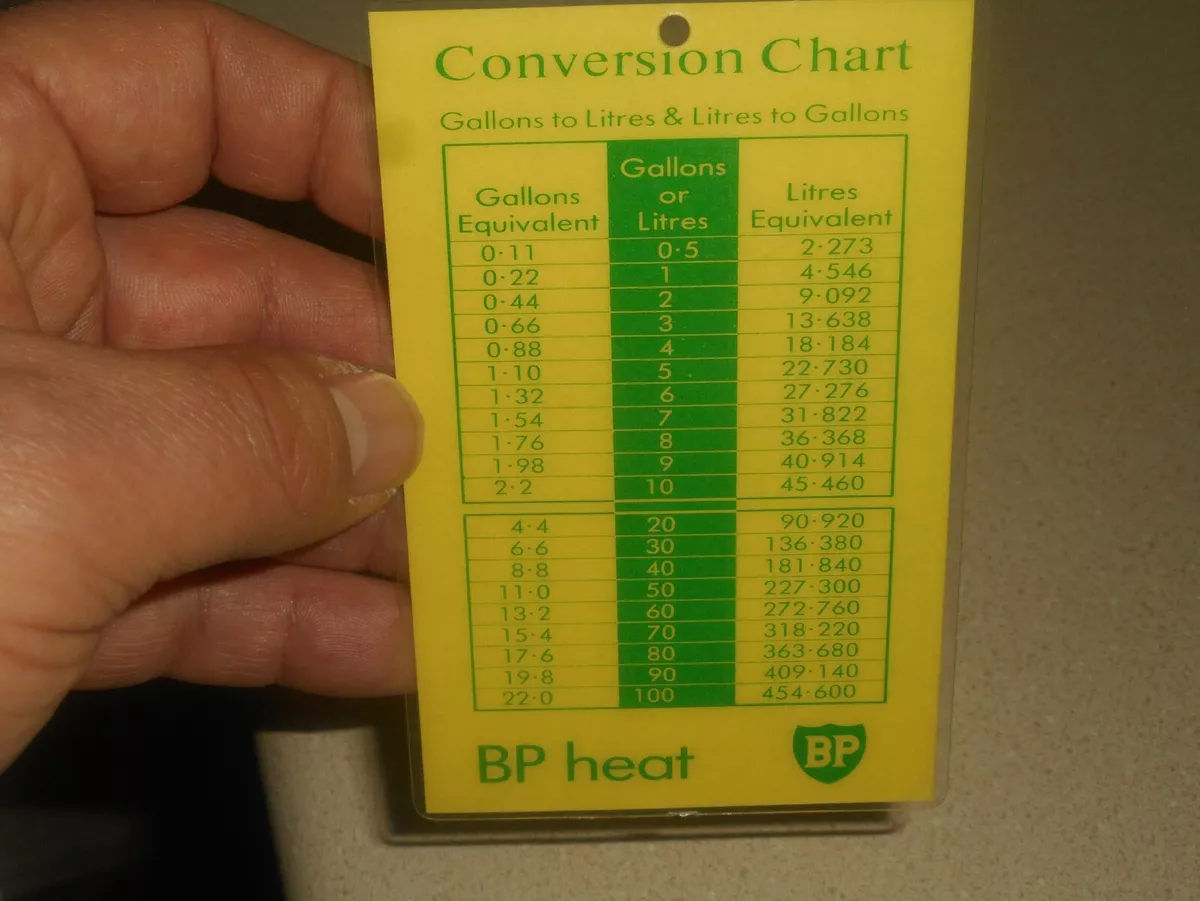 Conversion Chart
Gallons to Litres & Litres to Gallons
Gallons Equivalent Gallons or Litres Litres Equivalent
0·11 0·5 2·273
0·22 1 4·546
0·44 2 9·092
0·66 3 13·638
0·88 4 18·184
1·10 5 22·730
1·32 6 27·276
1·54 7 31·822
1·76 8 36·368
1·98 9 40·914
2·2 10 45·460
4·4 20 90·920
6·6 30 136·380
8·8 40 181·840
11·0 50 227·300
13·2 60 272·760
15·4 70 318·220
17·6 80 363·680
19·8 90 409·140
22·0 100 454·600
BP heat BP